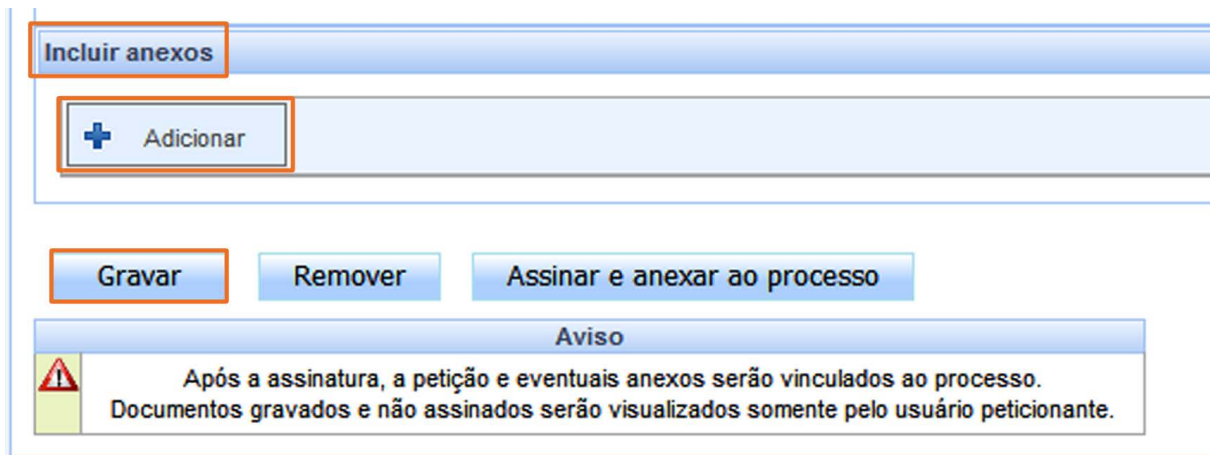 Incluir anexos
Adicionar
Gravar Remover Assinar e anexar ao processo
Aviso
Após a assinatura, a petição e eventuais anexos serão vinculados ao processo.
Documentos gravados e não assinados serão visualizados somente pelo usuário peticionante.